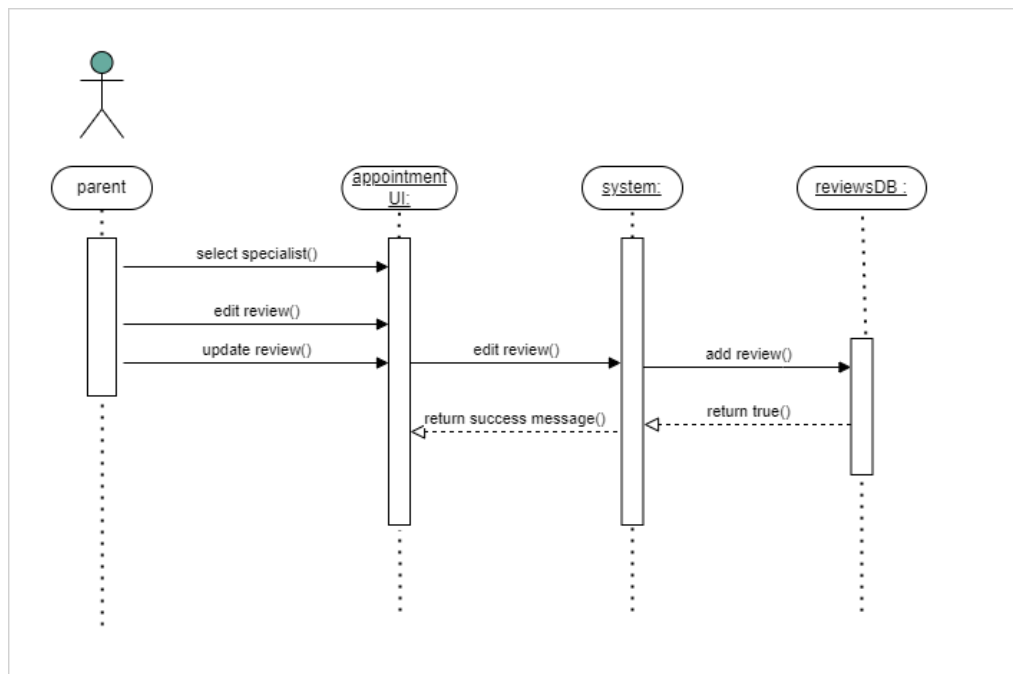 parent
appointment
UI:
system:
reviewsDB :
select specialist()
edit review()
update review()
edit review()
add review()
return success message()
return true()